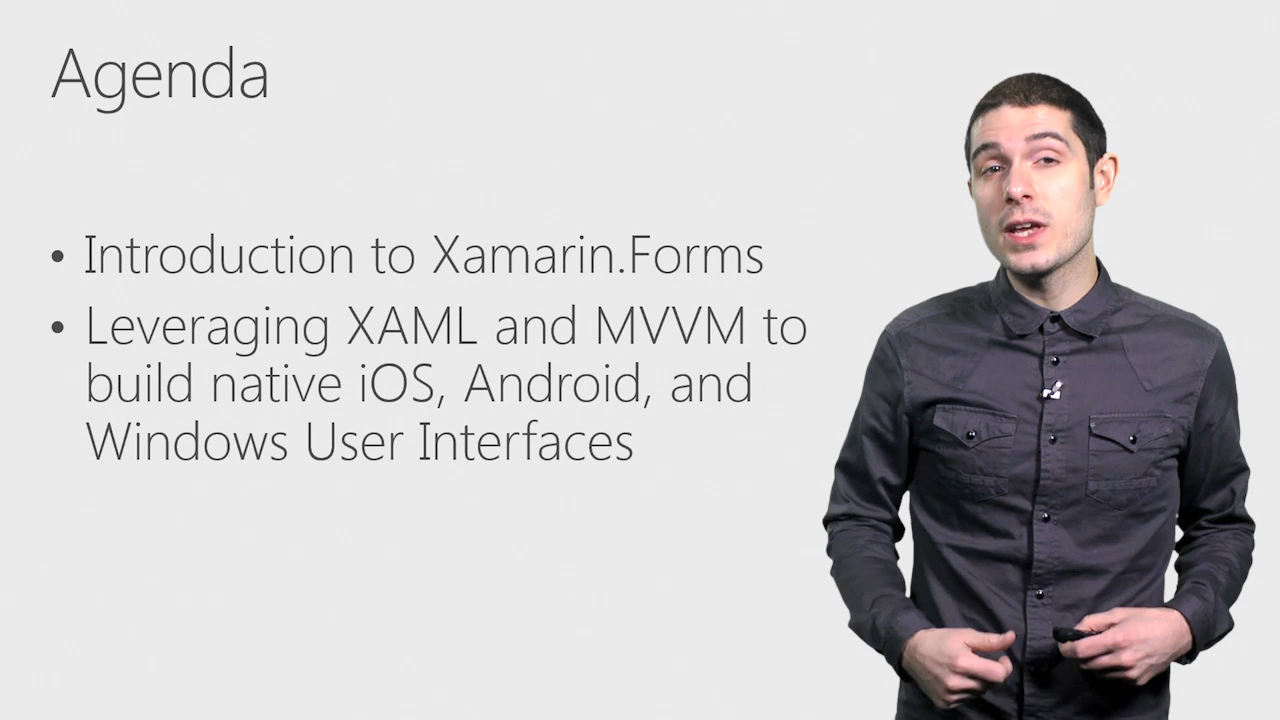 Agenda
• Introduction to Xamarin.Forms
• Leveraging XAML and MVVM to
build native iOS, Android, and
Windows User Interfaces